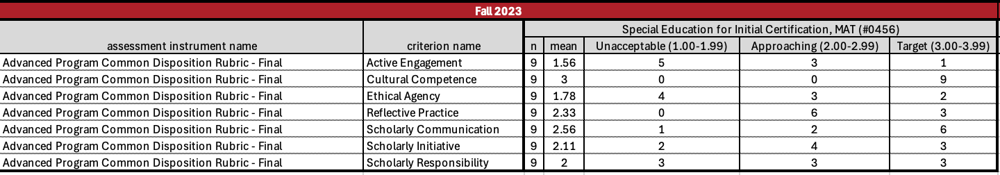 Fall 2023
Special Education for Initial Certification, MAT (#0456)
assessment instrument name criterion name n mean Unacceptable (1.00-1.99) Approaching (2.00-2.99) Target (3.00-3.99)
Advanced Program Common Disposition Rubric - Final Active Engagement 9 1.56 5 3 1
Advanced Program Common Disposition Rubric - Final Cultural Competence 9 3 0 0 9
Advanced Program Common Disposition Rubric - Final Ethical Agency 9 1.78 4 3 2
Advanced Program Common Disposition Rubric - Final Reflective Practice 9 2.33 0 6 3
Advanced Program Common Disposition Rubric - Final Scholarly Communication 9 2.56 1 2 6
Advanced Program Common Disposition Rubric - Final Scholarly Initiative 9 2.11 2 4 3
Advanced Program Common Disposition Rubric - Final Scholarly Responsibility 9 2 3 3 3